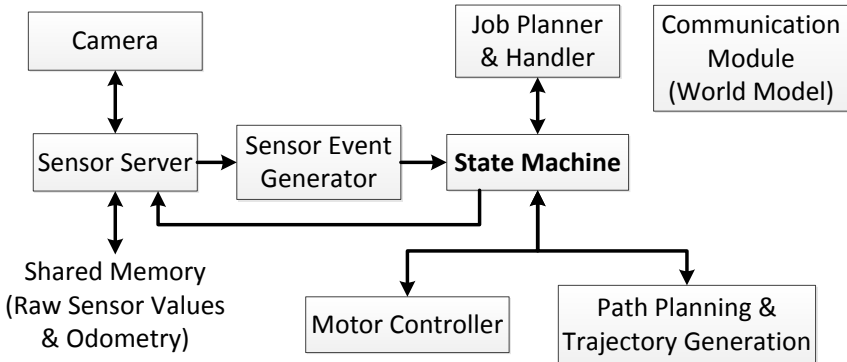 Camera
Job Planner
& Handler
Communication
Module
(World Model)
Sensor Server
Sensor Event
Generator
State Machine
Shared Memory
(Raw Sensor Values
& Odometry)
Motor Controller
Path Planning &
Trajectory Generation